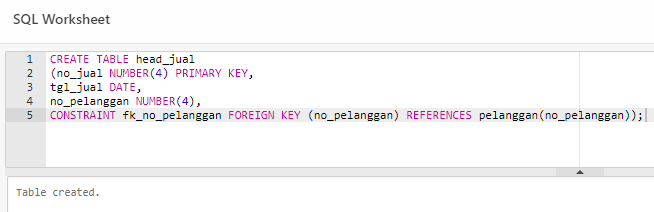 SQL Worksheet
1 CREATE TABLE head_jual
2 (no_jual NUMBER(4) PRIMARY KEY,
3 tgl_jual DATE,
4 no_pelanggan NUMBER(4),
5 CONSTRAINT fk_no_pelanggan FOREIGN KEY (no_pelanggan) REFERENCES pelanggan(no_pelanggan));
Table created.